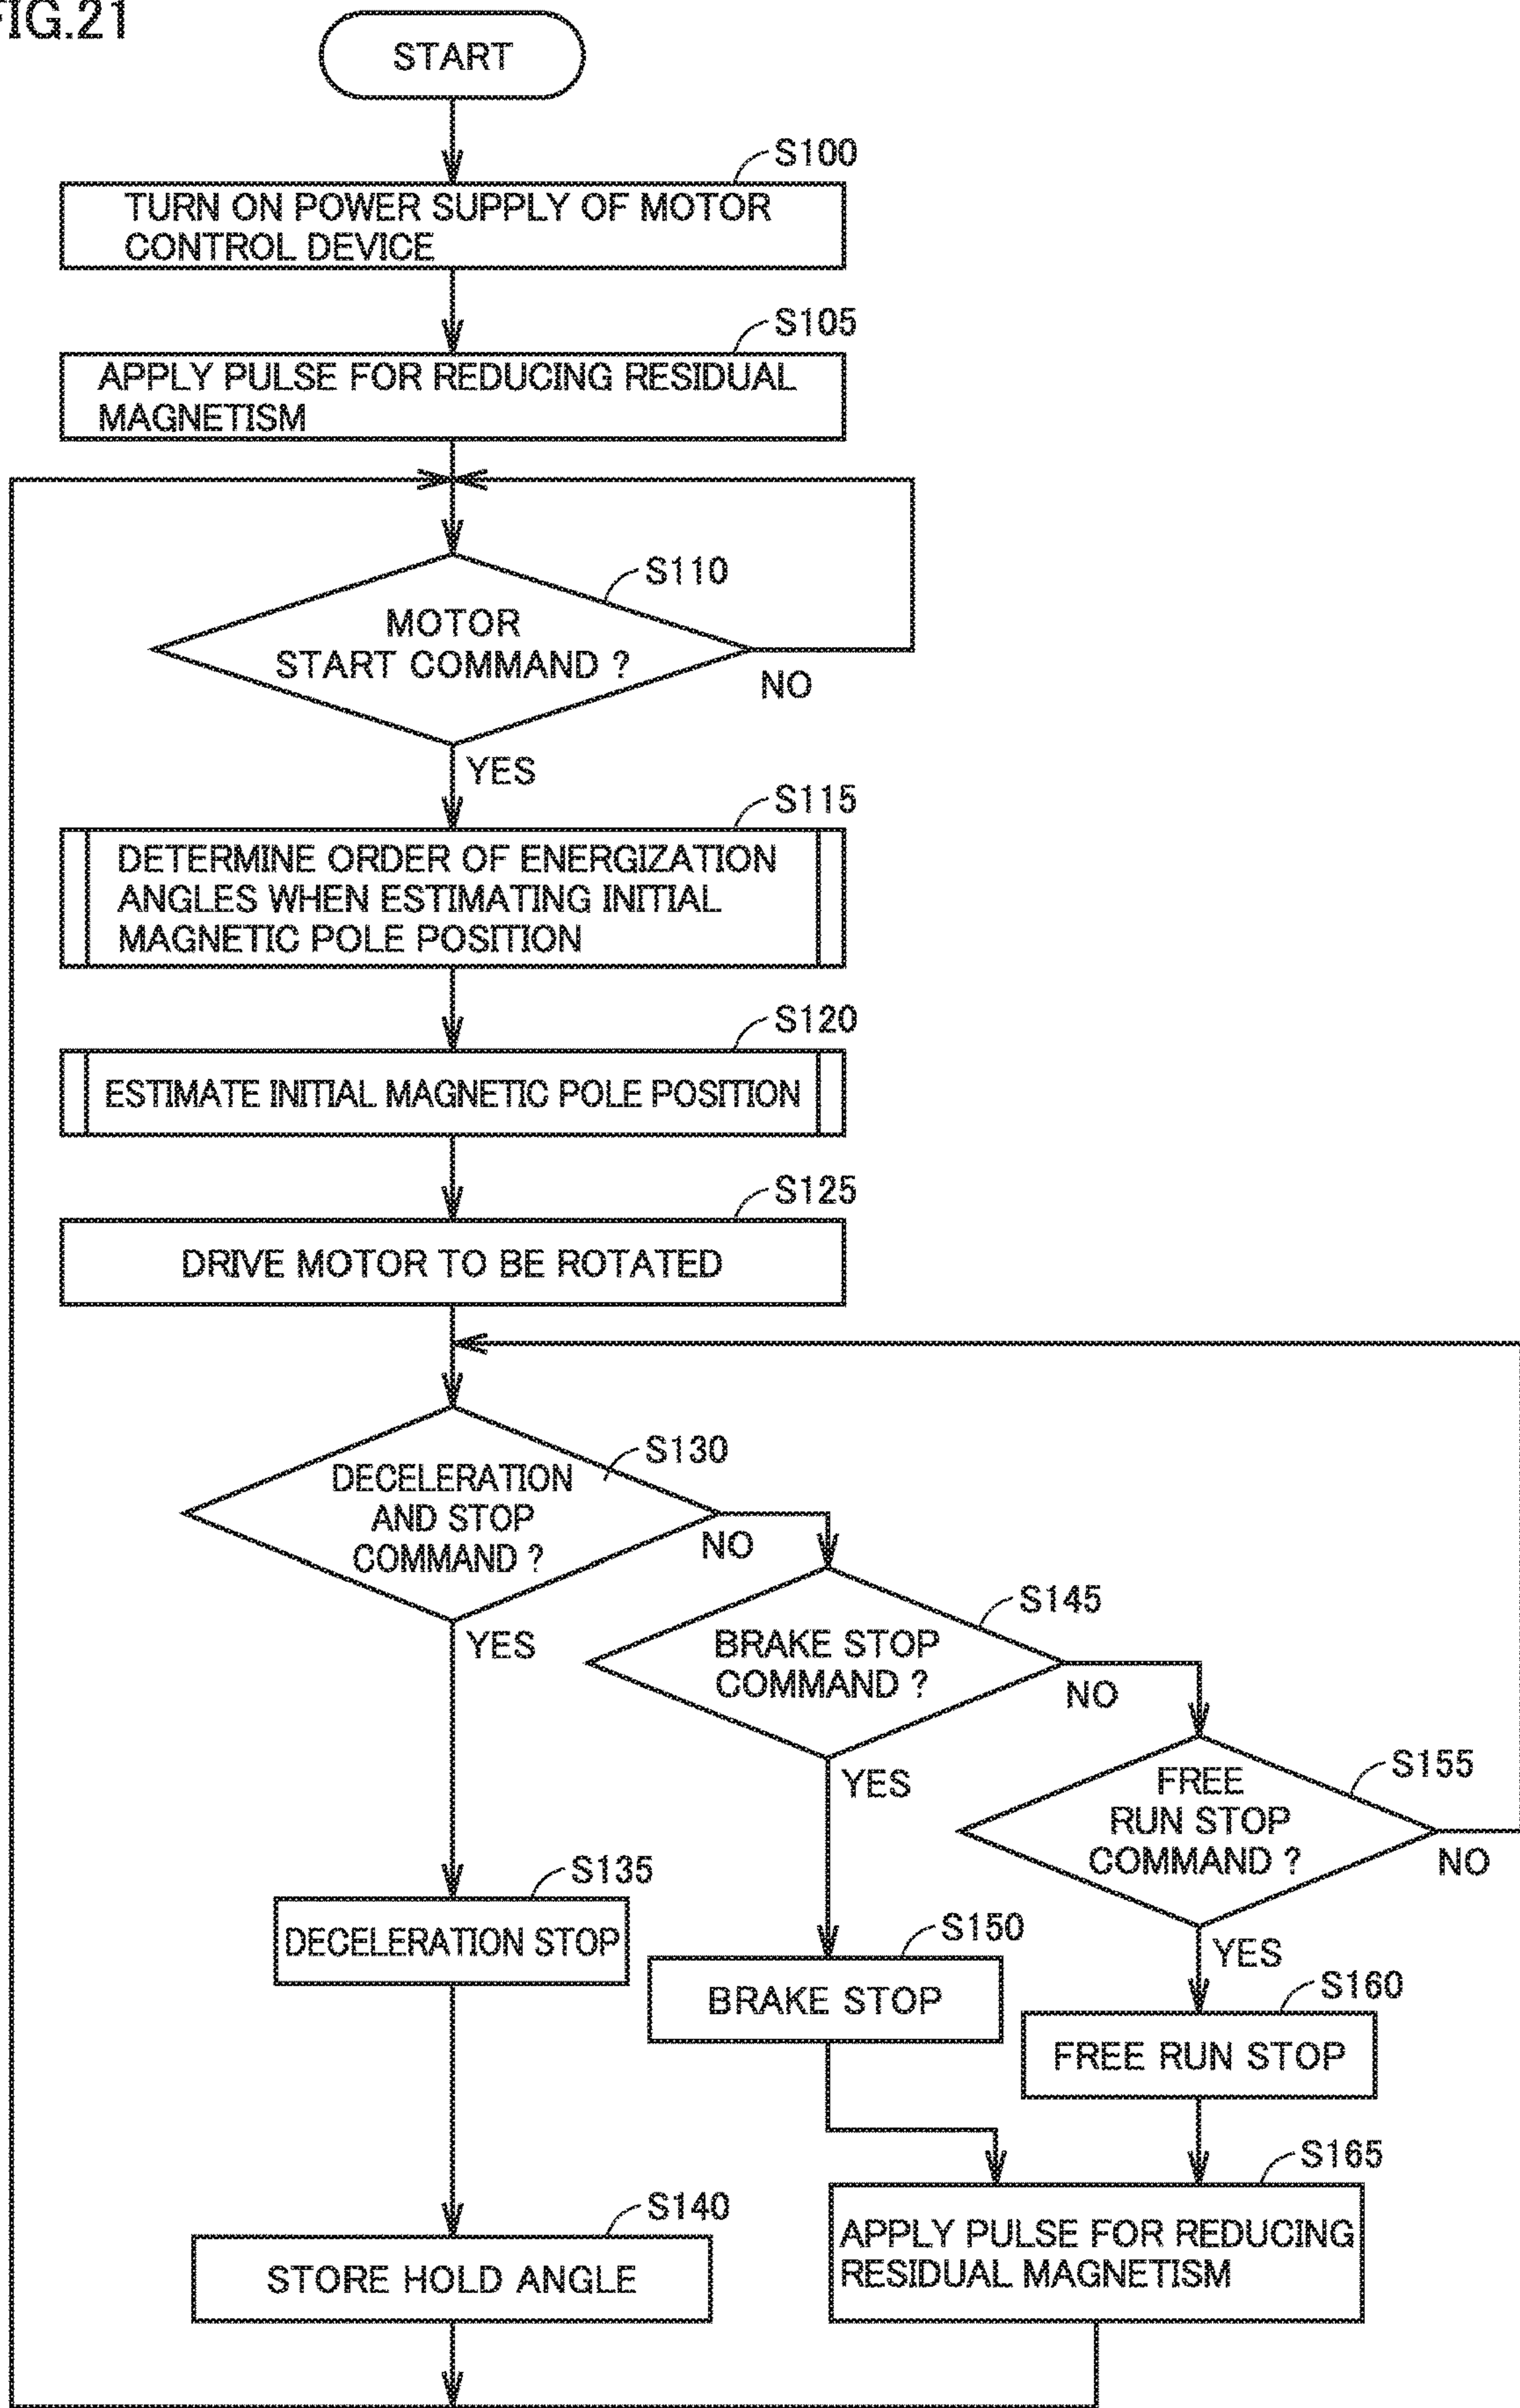 FIG.21
START
S100
TURN ON POWER SUPPLY OF MOTOR
CONTROL DEVICE
S105
APPLY PULSE FOR REDUCING RESIDUAL
MAGNETISM
S110
MOTOR
START COMMAND ?
NO
YES
S115
DETERMINE ORDER OF ENERGIZATION
ANGLES WHEN ESTIMATING INITIAL
MAGNETIC POLE POSITION
S120
ESTIMATE INITIAL MAGNETIC POLE POSITION
S125
DRIVE MOTOR TO BE ROTATED
S130
DECELERATION
AND STOP
COMMAND ?
NO
YES
S145
BRAKE STOP
COMMAND ?
NO
YES
S155
FREE
RUN STOP
COMMAND ?
NO
YES
S135
DECELERATION STOP
S150
BRAKE STOP
S160
FREE RUN STOP
S165
APPLY PULSE FOR REDUCING
RESIDUAL MAGNETISM
S140
STORE HOLD ANGLE